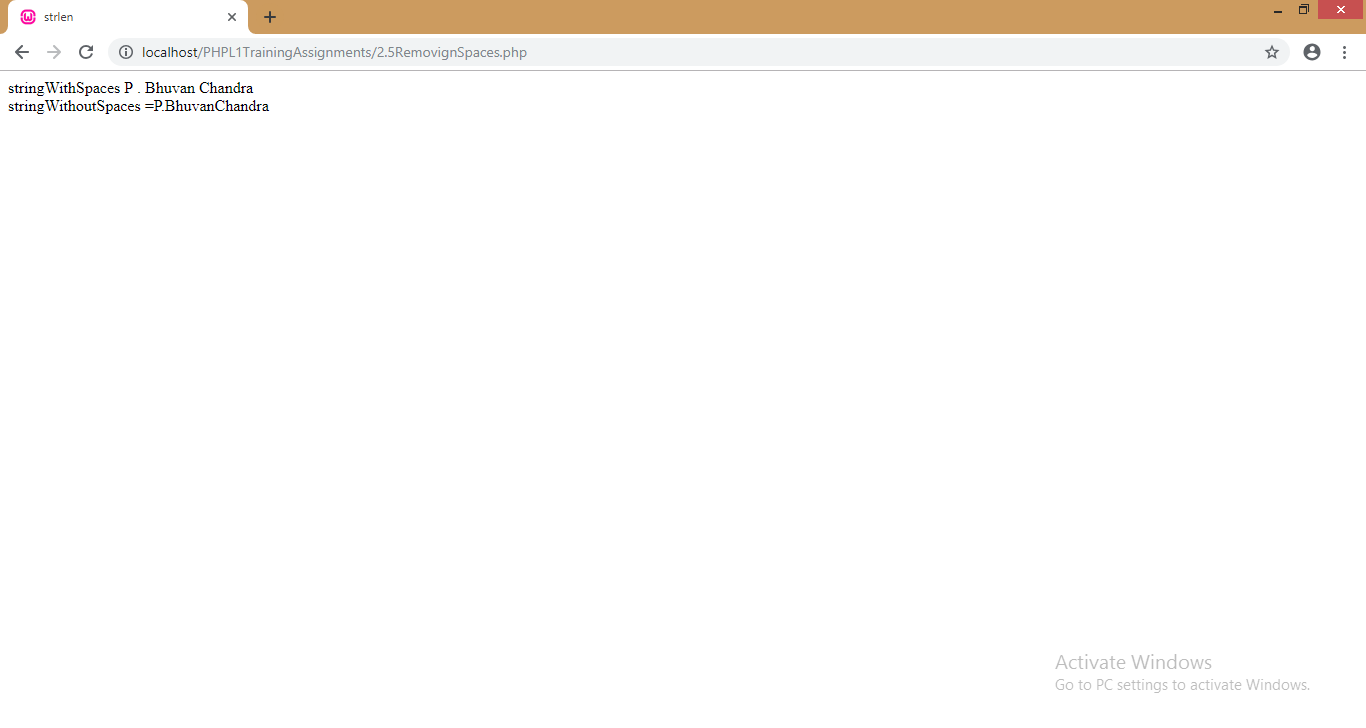 strlen
localhost/PHPL1TrainingAssignments/2.5RemovignSpaces.php
stringWithSpaces P . Bhuvan Chandra
stringWithoutSpaces =P.BhuvanChandra
Activate Windows
Go to PC settings to activate Windows.